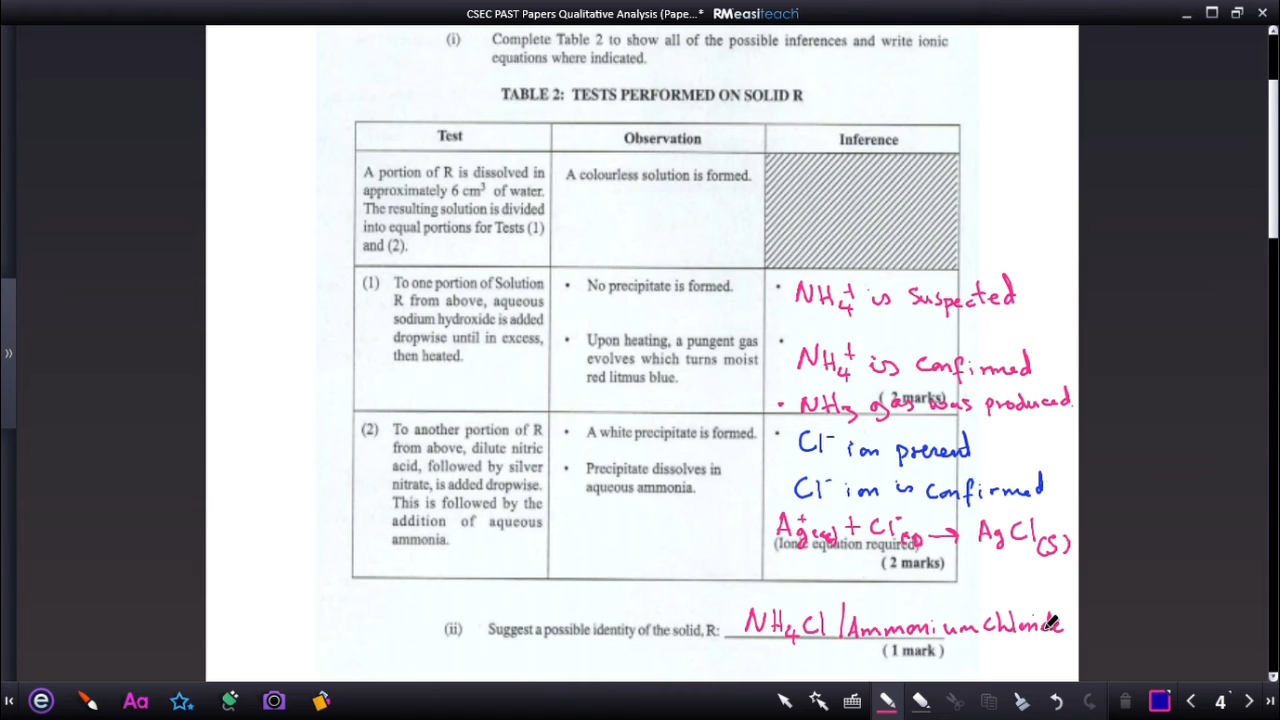 CSEC PAST Papers Qualitative Analysis (Pape...* RMeasiteach
(i) Complete Table 2 to show all of the possible inferences and write ionic
equations where indicated.
TABLE 2: TESTS PERFORMED ON SOLID R
Test Observation Inference
A portion of R is dissolved in
approximately 6 cm³ of water.
The resulting solution is divided
into equal portions for Tests (1)
and (2).
A colourless solution is formed.
(1) To one portion of Solution
R from above, aqueous
sodium hydroxide is added
dropwise until in excess,
then heated.
• No precipitate is formed.
• Upon heating, a pungent gas
evolves which turns moist
red litmus blue.
• NH₄⁺ is suspected
• NH₄⁺ is confirmed
• NH₃ gas was produced.
(2 marks)
(2) To another portion of R
from above, dilute nitric
acid, followed by silver
nitrate, is added dropwise.
This is followed by the
addition of aqueous
ammonia.
• A white precipitate is formed.
• Precipitate dissolves in
aqueous ammonia.
• Cl⁻ ion present
Cl⁻ ion is confirmed
Ag⁺ + Cl⁻ → AgCl(s)
(Ionic equation required)
(2 marks)
(ii) Suggest a possible identity of the solid, R: NH₄Cl / Ammonium chloride
(1 mark)
e Aa 4